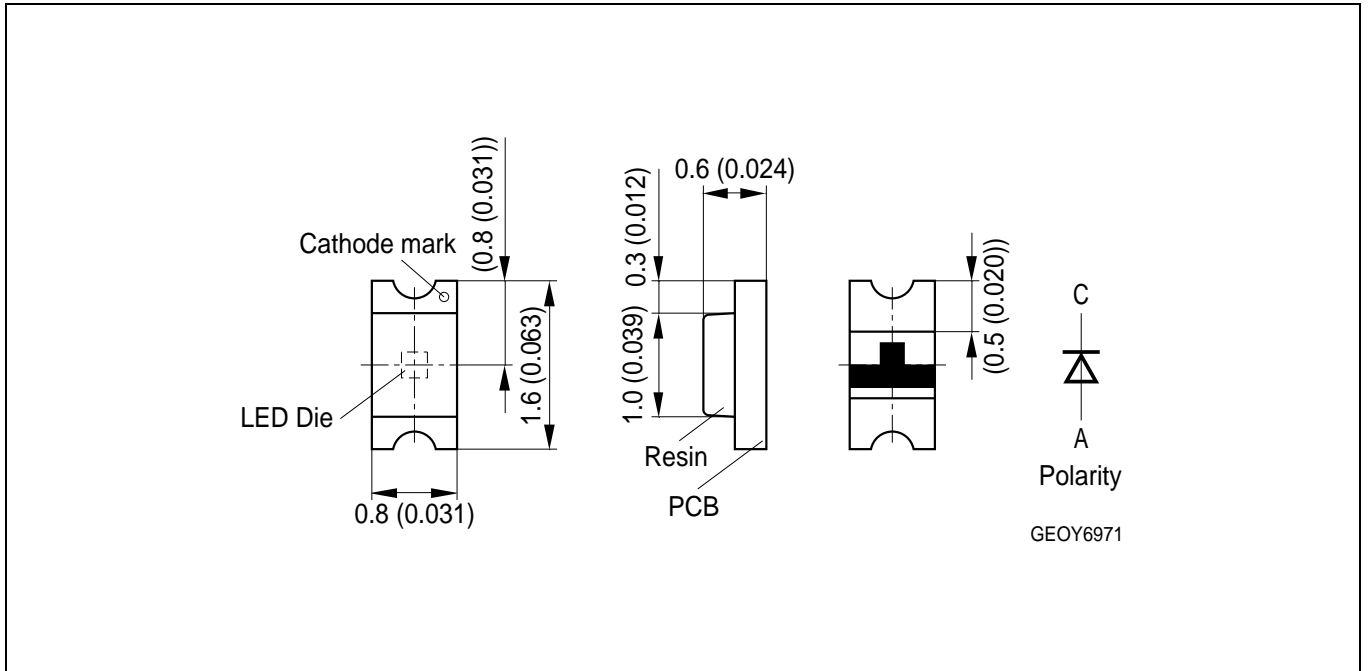 Cathode mark
LED Die
0.8 (0.031)
(0.8 (0.031))
1.6 (0.063)
0.6 (0.024)
0.3 (0.012)
1.0 (0.039)
Resin
PCB
(0.5 (0.020))
C
A
Polarity
GEOY6971